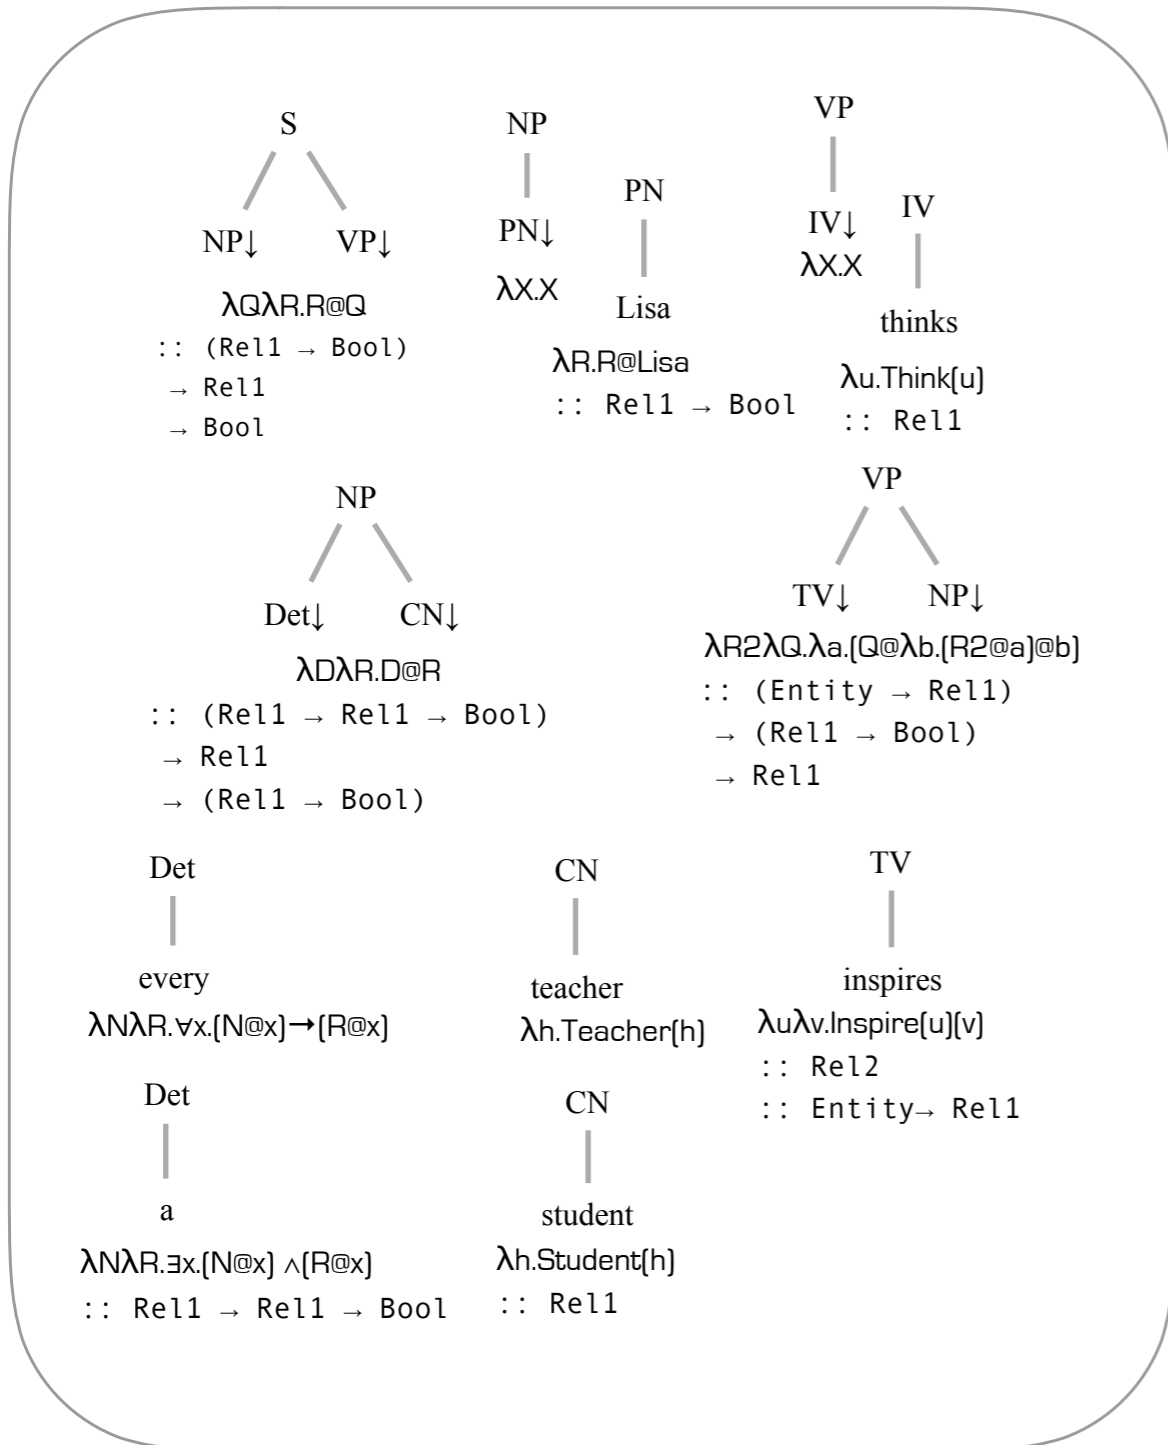 S
NP↓ VP↓
λQλR.R@Q
:: (Rel1 → Bool)
→ Rel1
→ Bool
NP
PN↓
λX.X
PN
Lisa
λR.R@Lisa
:: Rel1 → Bool
VP
IV↓
λX.X
IV
thinks
λu.Think(u)
:: Rel1
NP
Det↓ CN↓
λDλR.D@R
:: (Rel1 → Rel1 → Bool)
→ Rel1
→ (Rel1 → Bool)
VP
TV↓ NP↓
λR2λQ.λa.(Q@λb.(R2@a)@b)
:: (Entity → Rel1)
→ (Rel1 → Bool)
→ Rel1
Det
every
λNλR.∀x.(N@x)→(R@x)
CN
teacher
λh.Teacher(h)
TV
inspires
λuλv.Inspire(u)(v)
:: Rel2
:: Entity→ Rel1
Det
a
λNλR.∃x.(N@x) ∧(R@x)
:: Rel1 → Rel1 → Bool
CN
student
λh.Student(h)
:: Rel1